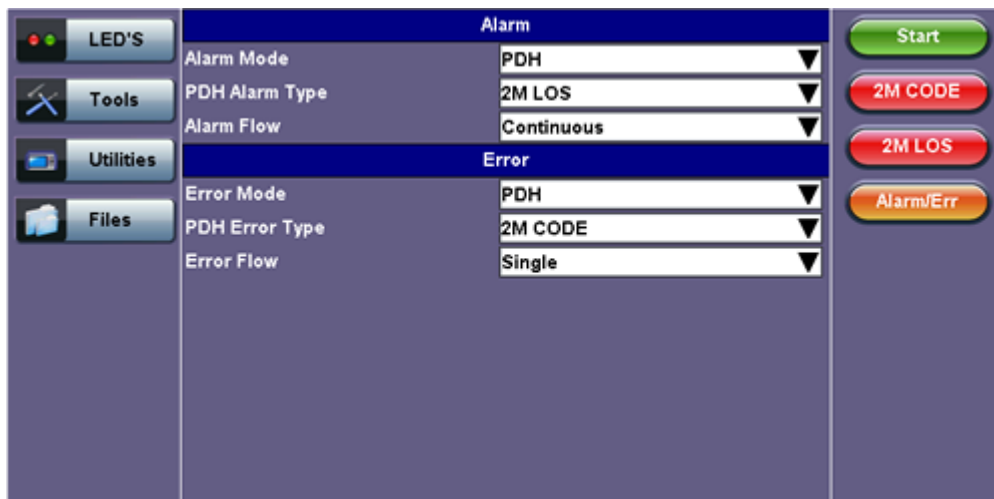 LED'S
Tools
Utilities
Files
Alarm
Alarm Mode PDH
PDH Alarm Type 2M LOS
Alarm Flow Continuous
Error
Error Mode PDH
PDH Error Type 2M CODE
Error Flow Single
Start
2M CODE
2M LOS
Alarm/Err